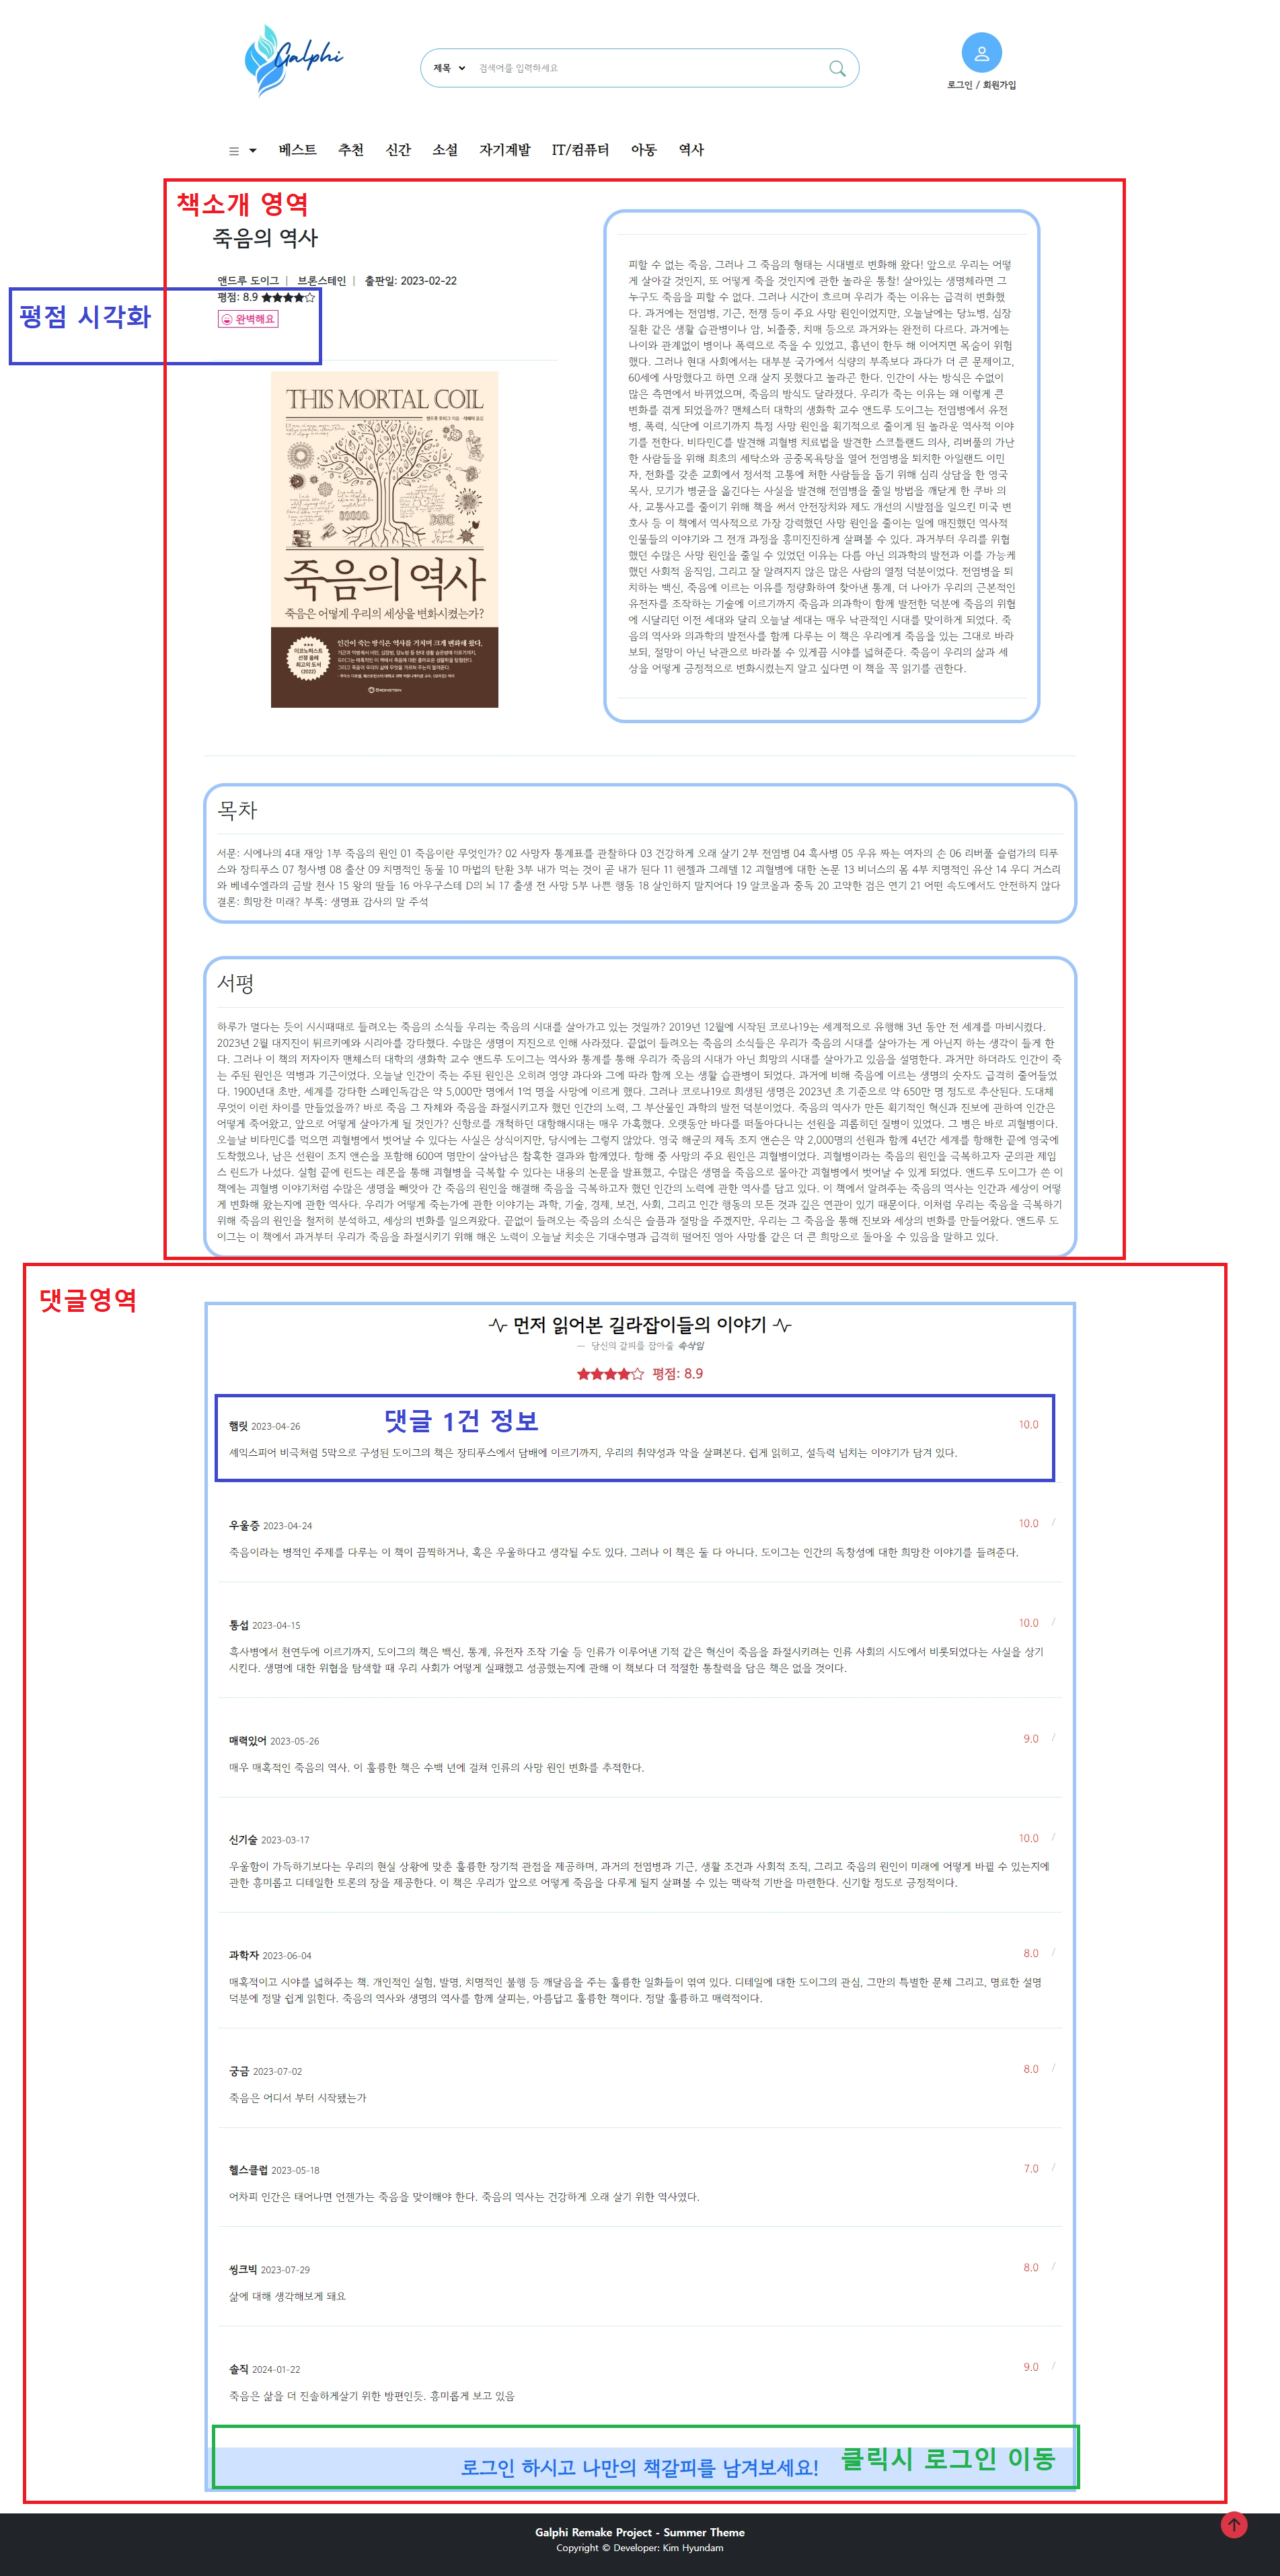 Galphi
제목 검색어를 입력하세요
로그인 / 회원가입
베스트 추천 신간 소설 자기계발 IT/컴퓨터 아동 역사
책소개 영역
죽음의 역사
앤드루 도이그 | 브론스테인 | 출판일: 2023-02-22
평점: 8.9
평점 시각화
완벽해요
THIS MORTAL COIL
죽음의 역사
죽음은 어떻게 우리의 세상을 변화시켰는가?
이코노미스트
선정 올해
최고의 도서
(2022)
인간이 죽는 방식은 역사를 거치며 크게 변화해 왔다.
피할 수 없는 죽음, 그러나 그 죽음의 형태는 시대별로 변화해 왔다! 앞으로 우리는 어떻
게 살아갈 것인지, 또 어떻게 죽을 것인지에 관한 놀라운 통찰! 살아있는 생명체라면 그
누구도 죽음을 피할 수 없다. 그러나 시간이 흐르며 우리가 죽는 이유는 급격히 변화했
다. 과거에는 전염병, 기근, 전쟁 등이 주요 사망 원인이었지만, 오늘날에는 당뇨병, 심장
질환 같은 생활 습관병이나 암, 뇌졸중, 치매 등으로 과거와는 완전히 다르다. 과거에는
나이와 관계없이 병이나 폭력으로 죽을 수 있었고, 흉년이 한두 해 이어지면 목숨이 위험
했다. 그러나 현대 사회에서는 대부분 국가에서 식량의 부족보다 과다가 더 큰 문제이고,
60세에 사망했다고 하면 오래 살지 못했다고 놀라곤 한다. 인간이 사는 방식은 수없이
많은 측면에서 바뀌었으며, 죽음의 방식도 달라졌다. 우리가 죽는 이유는 왜 이렇게 큰
변화를 겪게 되었을까? 맨체스터 대학의 생화학 교수 앤드루 도이그는 전염병에서 유전
병, 폭력, 식단에 이르기까지 특정 사망 원인을 획기적으로 줄이게 된 놀라운 역사적 이야
기를 전한다. 비타민C를 발견해 괴혈병 치료법을 발견한 스코틀랜드 의사, 리버풀의 가난
한 사람들을 위해 최초의 세탁소와 공중목욕탕을 열어 전염병을 퇴치한 아일랜드 이민
자, 전화를 갖춘 교회에서 정서적 고통에 처한 사람들을 돕기 위해 심리 상담을 한 영국
목사, 모기가 병균을 옮긴다는 사실을 발견해 전염병을 줄일 방법을 깨닫게 한 쿠바 의
사, 교통사고를 줄이기 위해 책을 써서 안전장치와 제도 개선의 시발점을 일으킨 미국 변
호사 등 이 책에서 역사적으로 가장 강력했던 사망 원인을 줄이는 일에 매진했던 역사적
인물들의 이야기와 그 전개 과정을 흥미진진하게 살펴볼 수 있다. 과거부터 우리를 위협
했던 수많은 사망 원인을 줄일 수 있었던 이유는 다름 아닌 의과학의 발전과 이를 가능케
했던 사회적 움직임, 그리고 잘 알려지지 않은 많은 사람의 열정 덕분이었다. 전염병을 퇴
치하는 백신, 죽음에 이르는 이유를 정량화하여 찾아낸 통계, 더 나아가 우리의 근본적인
유전자를 조작하는 기술에 이르기까지 죽음과 의과학이 함께 발전한 덕분에 죽음의 위협
에 시달리던 이전 세대와 달리 오늘날 세대는 매우 낙관적인 시대를 맞이하게 되었다. 죽
음의 역사와 의과학의 발전사를 함께 다루는 이 책은 우리에게 죽음을 있는 그대로 바라
보되, 절망이 아닌 낙관으로 바라볼 수 있게끔 시야를 넓혀준다. 죽음이 우리의 삶과 세
상을 어떻게 긍정적으로 변화시켰는지 알고 싶다면 이 책을 꼭 읽기를 권한다.
목차
서문: 시에나의 4대 재앙 1부 죽음의 원인 01 죽음이란 무엇인가? 02 사망자 통계표를 관찰하다 03 건강하게 오래 살기 2부 전염병 04 흑사병 05 우유 짜는 여자의 손 06 리버풀 슬럼가의 티푸
스와 장티푸스 07 청사병 08 출산 09 치명적인 동물 10 마법의 탄환 3부 내가 먹는 것이 곧 내가 된다 11 헨젤과 그레텔 12 괴혈병에 대한 논문 13 비너스의 몸 4부 치명적인 유산 14 우디 거스리
와 베네수엘라의 금발 천사 15 왕의 딸들 16 아우구스테 D의 뇌 17 출생 전 사망 5부 나쁜 행동 18 살인하지 말지어다 19 알코올과 중독 20 고약한 검은 연기 21 어떤 속도에서도 안전하지 않다
결론: 희망찬 미래? 부록: 생명표 감사의 말 주석
서평
하루가 멀다는 듯이 시시때때로 들려오는 죽음의 소식들 우리는 죽음의 시대를 살아가고 있는 것일까? 2019년 12월에 시작된 코로나19는 세계적으로 유행해 3년 동안 전 세계를 마비시켰다.
2023년 2월 대지진이 튀르키예와 시리아를 강타했다. 수많은 생명이 지진으로 인해 사라졌다. 끝없이 들려오는 죽음의 소식들은 우리가 죽음의 시대를 살아가는 게 아닌지 하는 생각이 들게 한
다. 그러나 이 책의 저자이자 맨체스터 대학의 생화학 교수 앤드루 도이그는 역사와 통계를 통해 우리가 죽음의 시대가 아닌 희망의 시대를 살아가고 있음을 설명한다. 과거만 하더라도 인간이 죽
는 주된 원인은 역병과 기근이었다. 오늘날 인간이 죽는 주된 원인은 오히려 영양 과다와 그에 따라 함께 오는 생활 습관병이 되었다. 과거에 비해 죽음에 이르는 생명의 숫자도 급격히 줄어들었
다. 1900년대 초반, 세계를 강타한 스페인독감은 약 5,000만 명에서 1억 명을 사망에 이르게 했다. 그러나 코로나19로 희생된 생명은 2023년 초 기준으로 약 650만 명 정도로 추산된다. 도대체
무엇이 이런 차이를 만들었을까? 바로 죽음 그 자체와 죽음을 좌절시키고자 했던 인간의 노력, 그 부산물인 과학의 발전 덕분이었다. 죽음의 역사가 만든 획기적인 혁신과 진보에 관하여 인간은
어떻게 죽어왔고, 앞으로 어떻게 살아가게 될 것인가? 신항로를 개척하던 대항해시대는 매우 가혹했다. 오랫동안 바다를 떠돌아다니는 선원을 괴롭히던 질병이 있었다. 그 병은 바로 괴혈병이다.
오늘날 비타민C를 먹으면 괴혈병에서 벗어날 수 있다는 사실은 상식이지만, 당시에는 그렇지 않았다. 영국 해군의 제독 조지 앤슨은 약 2,000명의 선원과 함께 4년간 세계를 항해한 끝에 영국에
도착했으나, 남은 선원이 조지 앤슨을 포함해 600여 명만이 살아남은 참혹한 결과와 함께였다. 항해 중 사망의 주요 원인은 괴혈병이었다. 괴혈병이라는 죽음의 원인을 극복하고자 군의관 제임
스 린드가 나섰다. 실험 끝에 린드는 레몬을 통해 괴혈병을 극복할 수 있다는 내용의 논문을 발표했고, 수많은 생명을 죽음으로 몰아간 괴혈병에서 벗어날 수 있게 되었다. 앤드루 도이그가 쓴 이
책에는 괴혈병 이야기처럼 수많은 생명을 빼앗아 간 죽음의 원인을 해결해 죽음을 극복하고자 했던 인간의 노력에 관한 역사를 담고 있다. 이 책에서 알려주는 죽음의 역사는 인간과 세상이 어떻
게 변화해 왔는지에 관한 역사다. 우리가 어떻게 죽는가에 관한 이야기는 과학, 기술, 경제, 보건, 사회, 그리고 인간 행동의 모든 것과 깊은 연관이 있기 때문이다. 이처럼 우리는 죽음을 극복하기
위해 죽음의 원인을 철저히 분석하고, 세상의 변화를 일으켜왔다. 끝없이 들려오는 죽음의 소식은 슬픔과 절망을 주겠지만, 우리는 그 죽음을 통해 진보와 세상의 변화를 만들어왔다. 앤드루 도
이그는 이 책에서 과거부터 우리가 죽음을 좌절시키기 위해 해온 노력이 오늘날 치솟은 기대수명과 급격히 떨어진 영아 사망률 같은 더 큰 희망으로 돌아올 수 있음을 말하고 있다.
댓글영역
먼저 읽어본 길라잡이들의 이야기
— 당신의 갈피를 잡아줄 속삭임
평점: 8.9
댓글 1건 정보
햄릿 2023-04-26 10.0
셰익스피어 비극처럼 5막으로 구성된 도이그의 책은 장티푸스에서 담배에 이르기까지, 우리의 취약성과 악을 살펴본다. 쉽게 읽히고, 설득력 넘치는 이야기가 담겨 있다.
우울증 2023-04-24 10.0 /
죽음이라는 병적인 주제를 다루는 이 책이 끔찍하거나, 혹은 우울하다고 생각될 수도 있다. 그러나 이 책은 둘 다 아니다. 도이그는 인간의 독창성에 대한 희망찬 이야기를 들려준다.
통섭 2023-04-15 10.0 /
흑사병에서 천연두에 이르기까지, 도이그의 책은 백신, 통계, 유전자 조작 기술 등 인류가 이루어낸 기적 같은 혁신이 죽음을 좌절시키려는 인류 사회의 시도에서 비롯되었다는 사실을 상기
시킨다. 생명에 대한 위협을 탐색할 때 우리 사회가 어떻게 실패했고 성공했는지에 관해 이 책보다 더 적절한 통찰력을 담은 책은 없을 것이다.
매력있어 2023-05-26 9.0 /
매우 매혹적인 죽음의 역사. 이 훌륭한 책은 수백 년에 걸쳐 인류의 사망 원인 변화를 추적한다.
신기술 2023-03-17 10.0 /
우울함이 가득하기보다는 우리의 현실 상황에 맞춘 훌륭한 장기적 관점을 제공하며, 과거의 전염병과 기근, 생활 조건과 사회적 조직, 그리고 죽음의 원인이 미래에 어떻게 바뀔 수 있는지에
관한 흥미롭고 디테일한 토론의 장을 제공한다. 이 책은 우리가 앞으로 어떻게 죽음을 다루게 될지 살펴볼 수 있는 맥락적 기반을 마련한다. 신기할 정도로 긍정적이다.
과학자 2023-06-04 8.0 /
매혹적이고 시야를 넓혀주는 책. 개인적인 실험, 발명, 치명적인 불행 등 깨달음을 주는 훌륭한 일화들이 엮여 있다. 디테일에 대한 도이그의 관심, 그만의 특별한 문체 그리고, 명료한 설명
덕분에 정말 쉽게 읽힌다. 죽음의 역사와 생명의 역사를 함께 살피는, 아름답고 훌륭한 책이다. 정말 훌륭하고 매력적이다.
궁금 2023-07-02 8.0 /
죽음은 어디서 부터 시작됐는가
헬스클럽 2023-05-18 7.0 /
어차피 인간은 태어나면 언젠가는 죽음을 맞이해야 한다. 죽음의 역사는 건강하게 오래 살기 위한 역사였다.
씽크빅 2023-07-29 8.0 /
삶에 대해 생각해보게 돼요
솔직 2024-01-22 9.0 /
죽음은 삶을 더 진솔하게살기 위한 방편인듯. 흥미롭게 보고 있음
로그인 하시고 나만의 책갈피를 남겨보세요!
클릭시 로그인 이동
Galphi Remake Project - Summer Theme
Copyright © Developer: Kim Hyundam